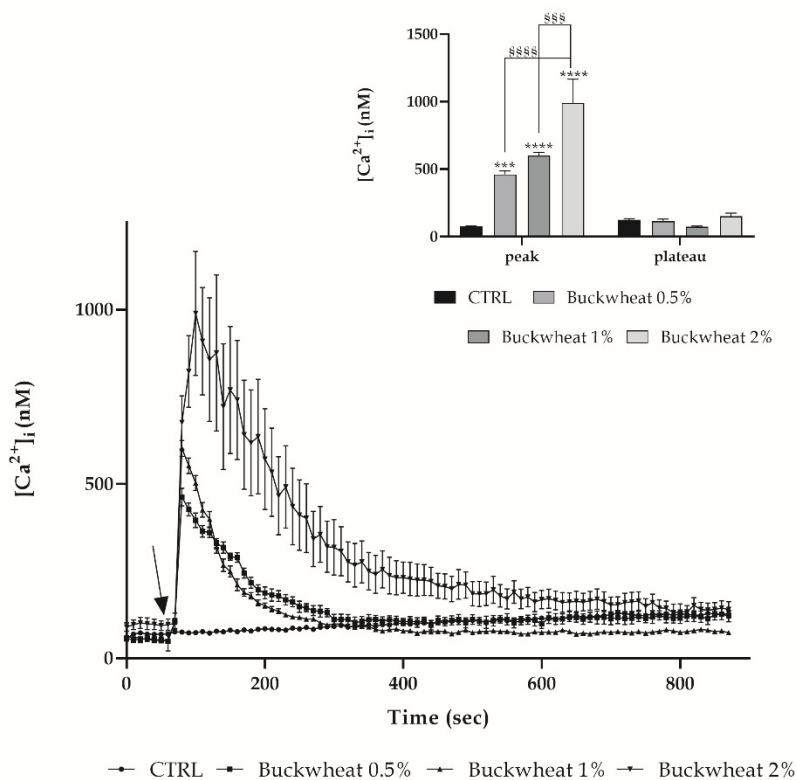 1500
§§§
§§§§
****
1000
[Ca²⁺]ᵢ (nM)
****
***
500
0
peak
plateau
CTRL
Buckwheat 0.5%
Buckwheat 1%
Buckwheat 2%
1000
[Ca²⁺]ᵢ (nM)
500
0
0
200
400
600
800
Time (sec)
CTRL
Buckwheat 0.5%
Buckwheat 1%
Buckwheat 2%